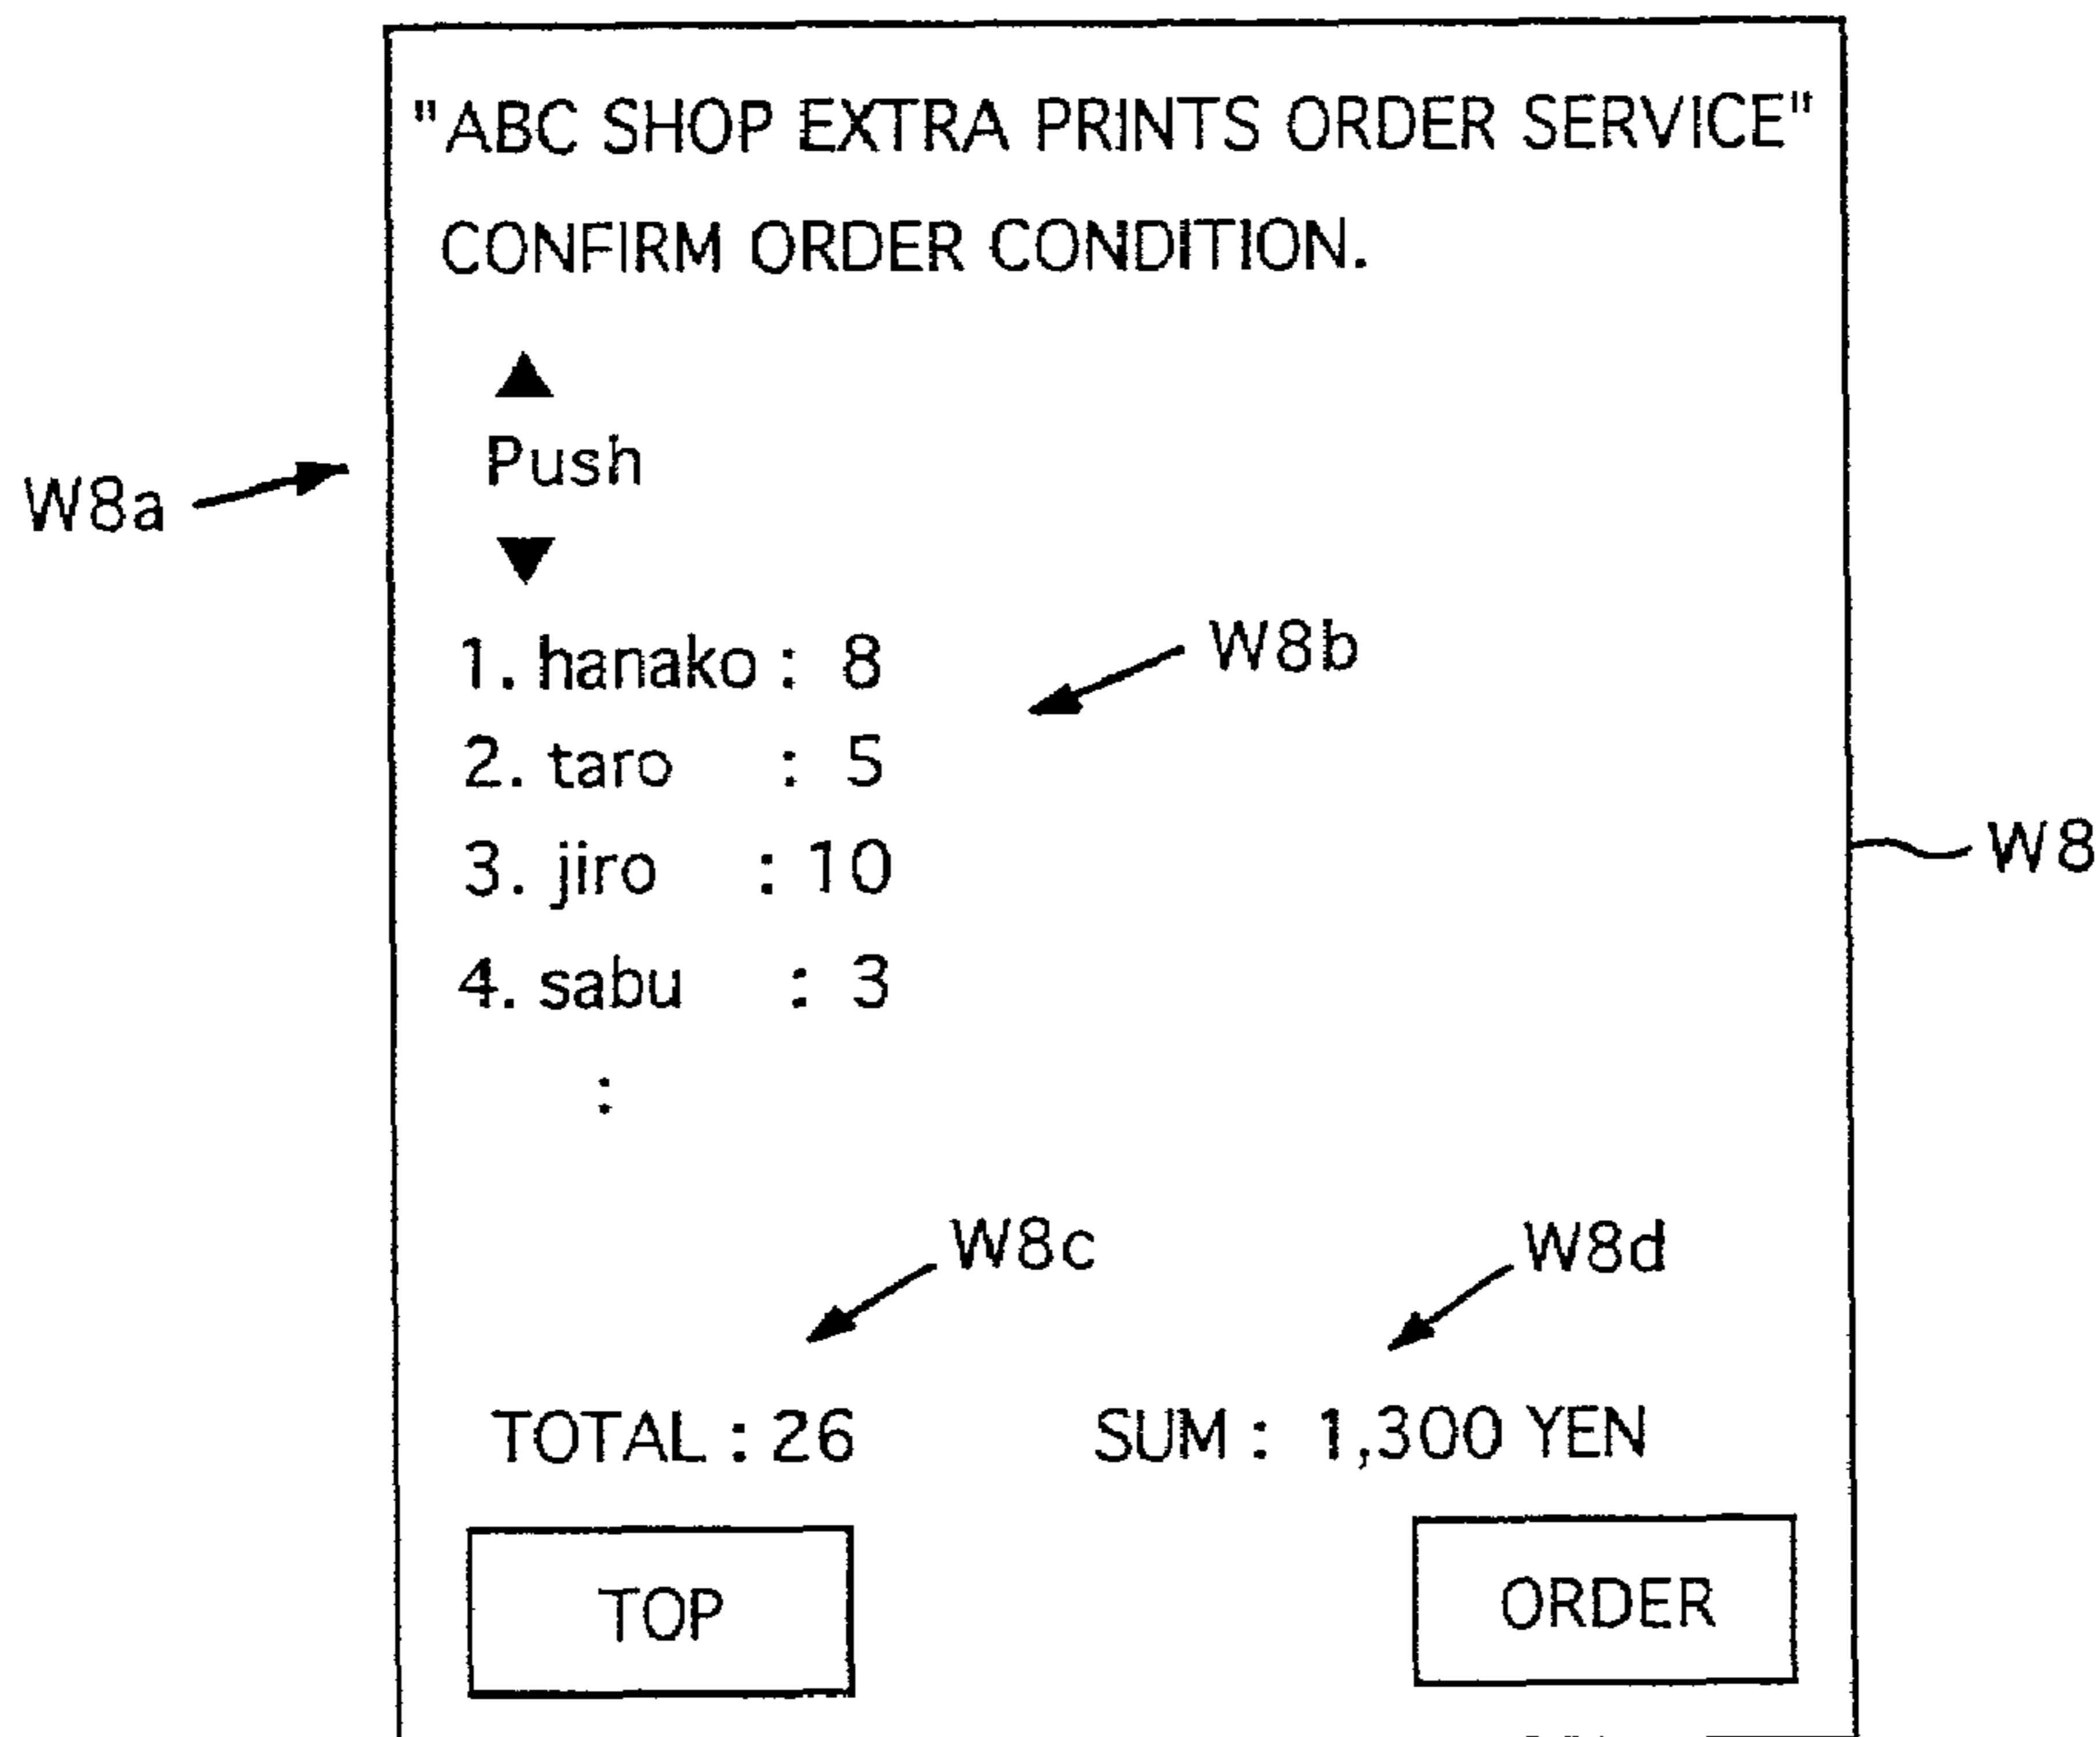 "ABC SHOP EXTRA PRINTS ORDER SERVICE"
CONFIRM ORDER CONDITION.
▲
Push
W8a
▼
1. hanako : 8
W8b
2. taro : 5
3. jiro : 10
W8
4. sabu : 3
:
W8c
W8d
TOTAL : 26 SUM : 1,300 YEN
TOP
ORDER